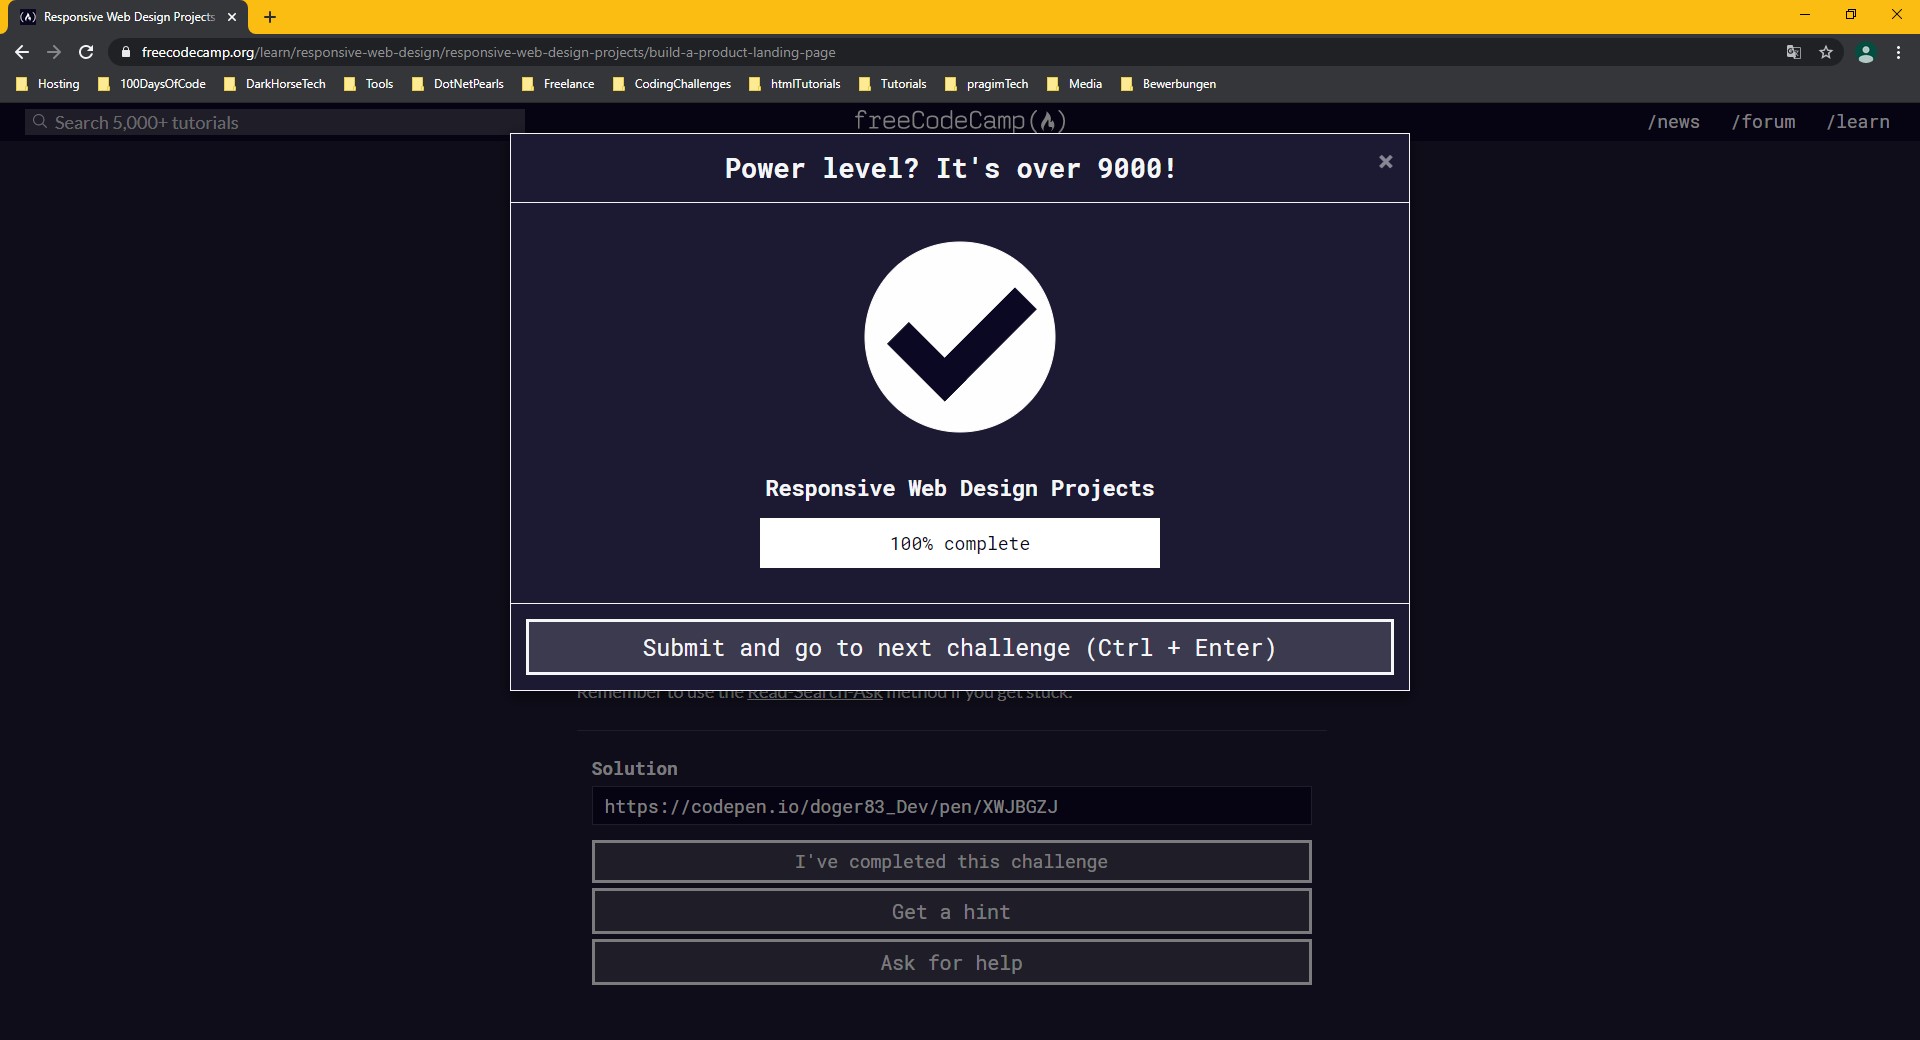 Responsive Web Design Projects
freecodecamp.org/learn/responsive-web-design/responsive-web-design-projects/build-a-product-landing-page
Hosting 100DaysOfCode DarkHorseTech Tools DotNetPearls Freelance CodingChallenges htmlTutorials Tutorials pragimTech Media Bewerbungen
Search 5,000+ tutorials freeCodeCamp /news /forum /learn
Power level? It's over 9000! ×
Responsive Web Design Projects
100% complete
Submit and go to next challenge (Ctrl + Enter)
Remember to use the Read-Search-Ask method if you get stuck.
Solution
https://codepen.io/doger83_Dev/pen/XWJBGZJ
I've completed this challenge
Get a hint
Ask for help